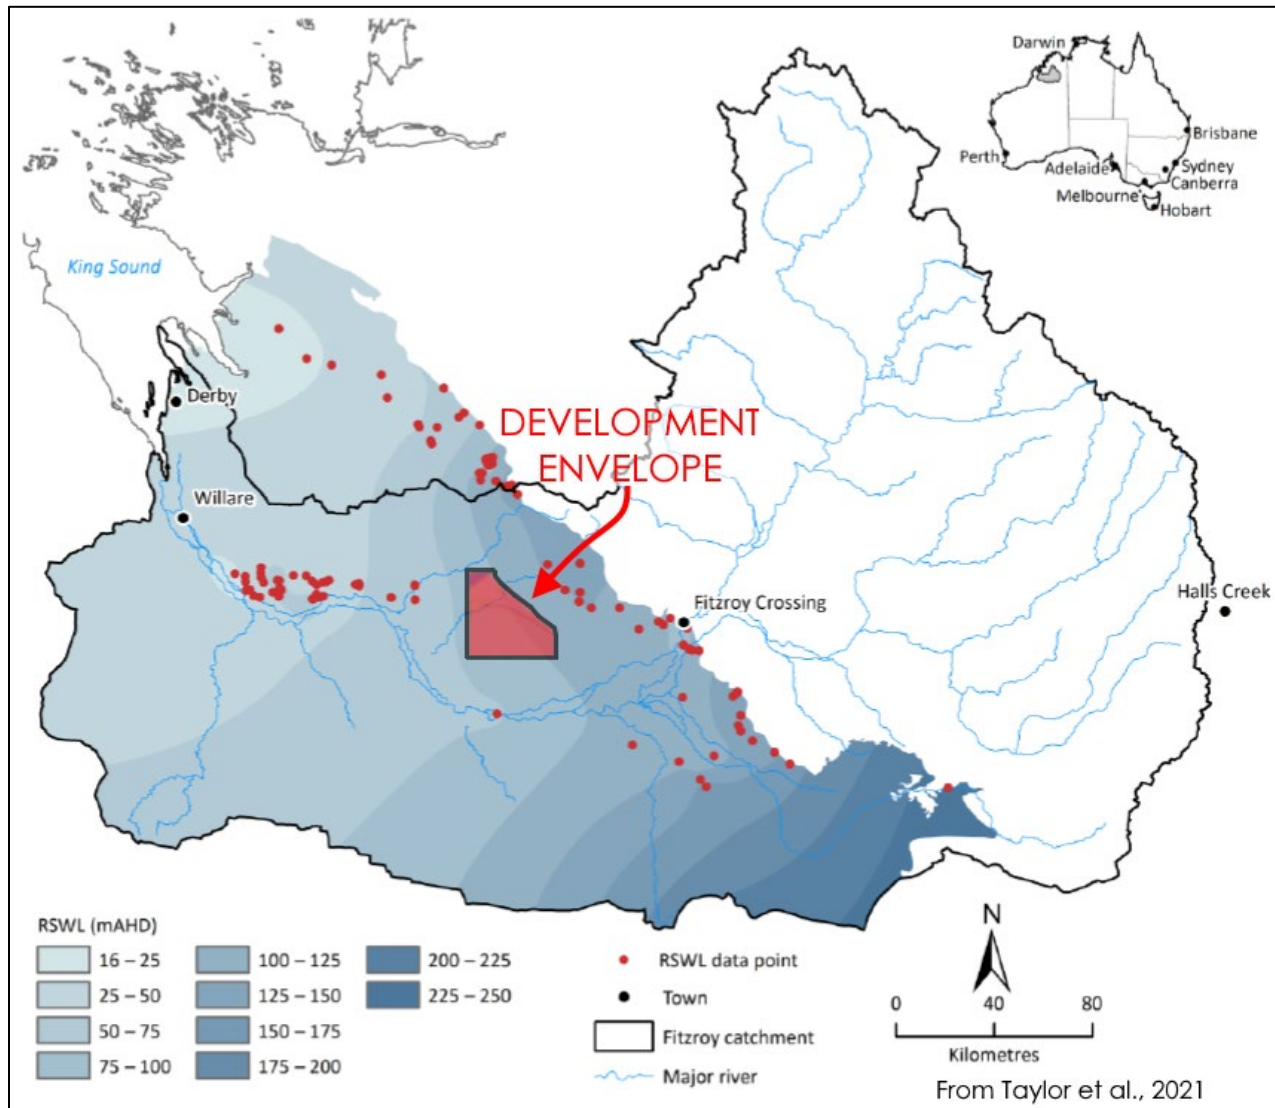 Darwin
Brisbane
Perth
Adelaide
Sydney
Canberra
Melbourne
Hobart
King Sound
Derby
DEVELOPMENT
ENVELOPE
Willare
Fitzroy Crossing
Halls Creek
RSWL (mAHD)
16 – 25
25 – 50
50 – 75
75 – 100
100 – 125
125 – 150
150 – 175
175 – 200
200 – 225
225 – 250
RSWL data point
Town
Fitzroy catchment
Major river
N
0 40 80
Kilometres
From Taylor et al., 2021